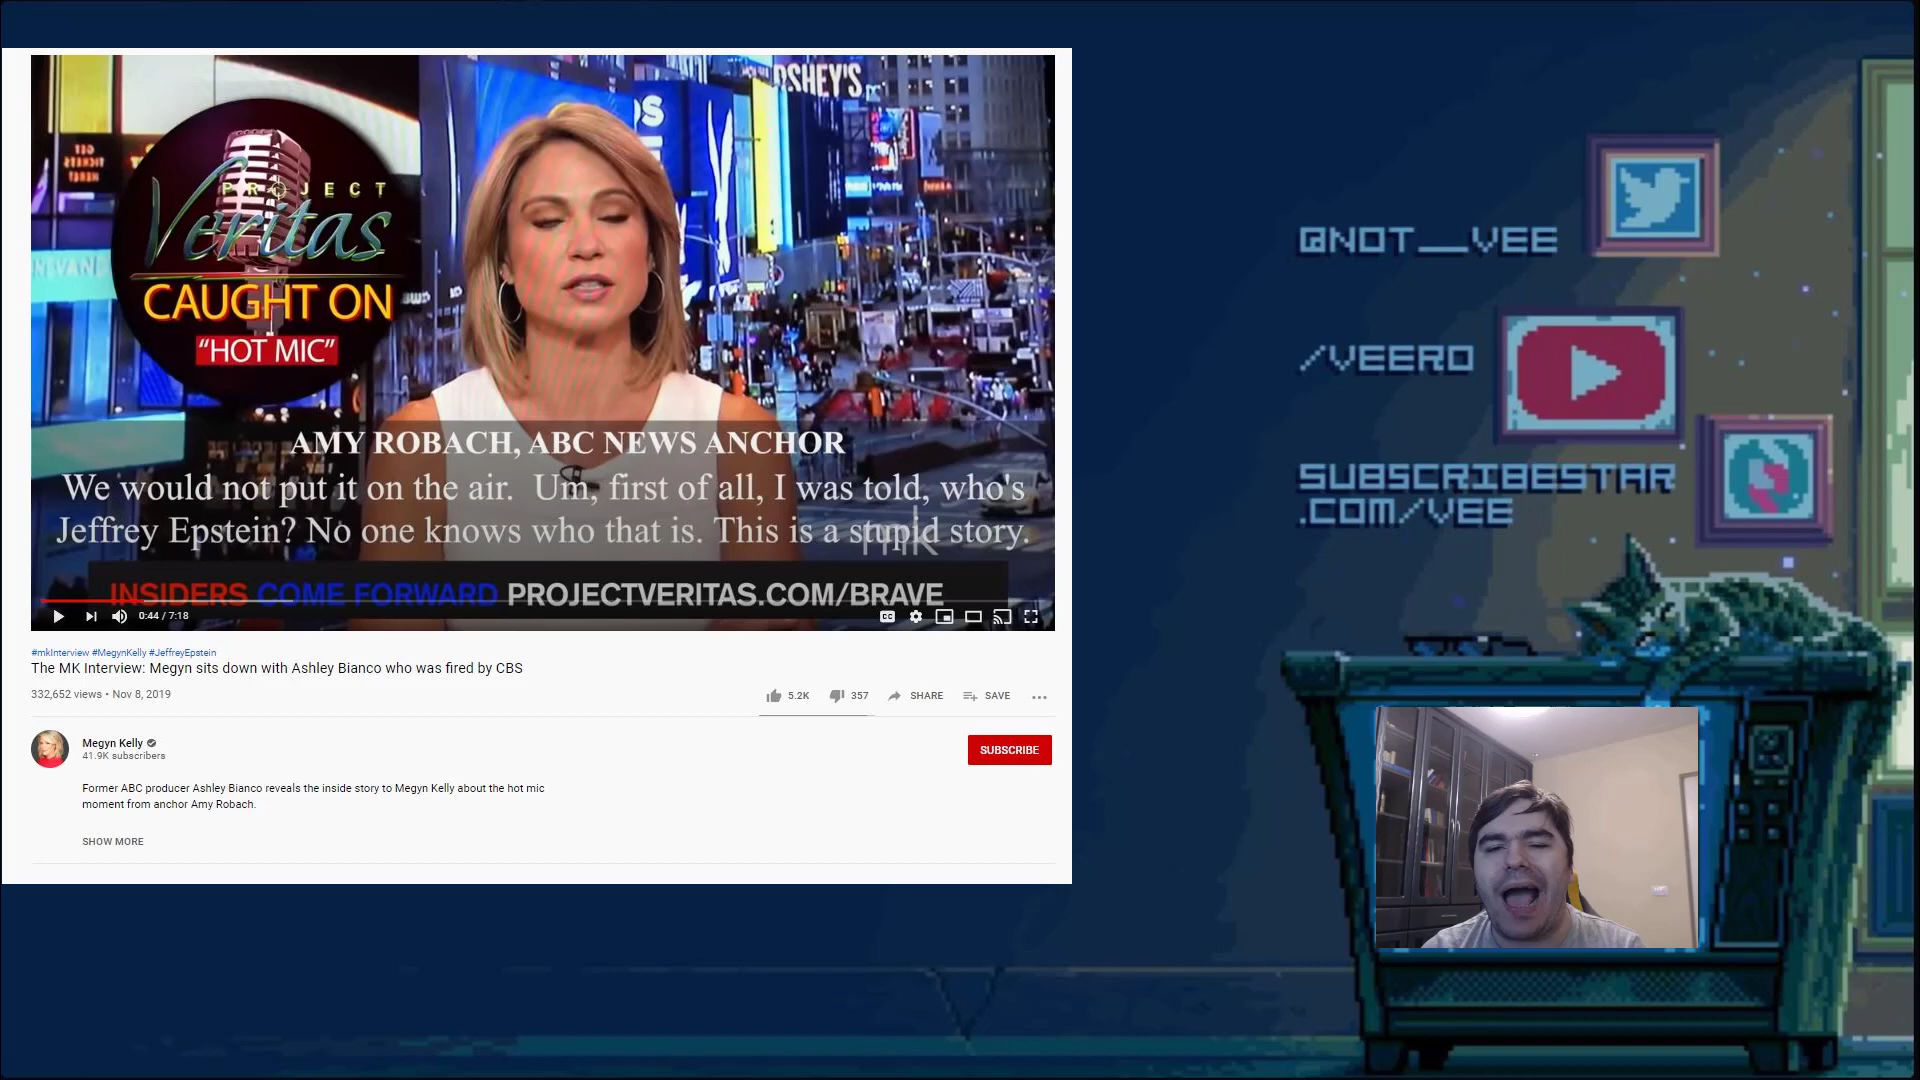 RSHEY'S
PROJECT
Veritas
CAUGHT ON
"HOT MIC"
AMY ROBACH, ABC NEWS ANCHOR
We would not put it on the air. Um, first of all, I was told, who's
Jeffrey Epstein? No one knows who that is. This is a stupid story.
mk
INSIDERS COME FORWARD PROJECTVERITAS.COM/BRAVE
0:44 / 7:18
CC
#mkInterview #MegynKelly #JeffreyEpstein
The MK Interview: Megyn sits down with Ashley Bianco who was fired by CBS
332,652 views • Nov 8, 2019
5.2K 357 SHARE SAVE
Megyn Kelly
41.9K subscribers
SUBSCRIBE
Former ABC producer Ashley Bianco reveals the inside story to Megyn Kelly about the hot mic
moment from anchor Amy Robach.
SHOW MORE
@NOT__VEE
/VEERO
SUBSCRIBESTAR
.COM/VEE